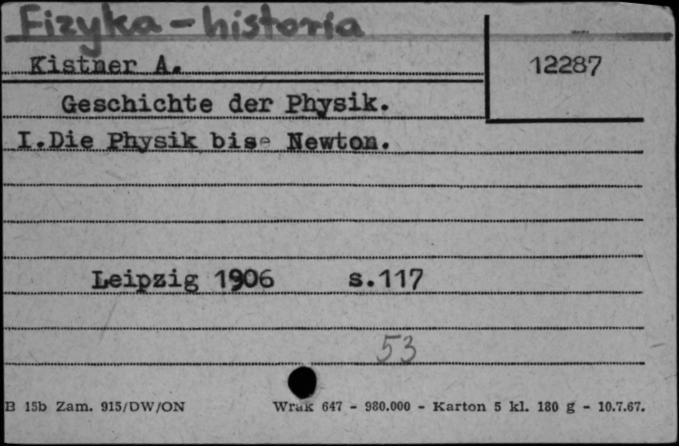 Fizyka - historia
Kistner A.
12287
Geschichte der Physik.
I.Die Physik bise Newton.
Leipzig 1906 s.117
53
B 15b Zam. 915/DW/ON Wrak 647 - 980.000 - Karton 5 kl. 180 g - 10.7.67.